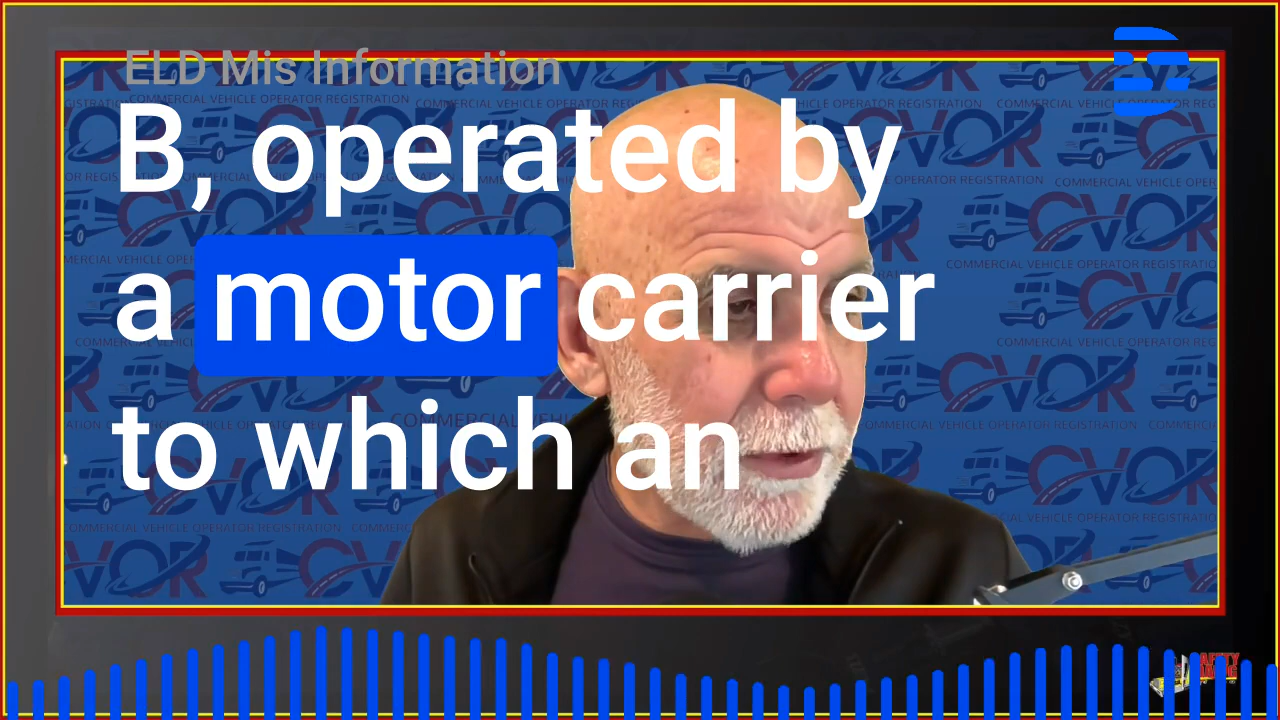 ELD Mis Information
B, operated by
a motor carrier
to which an
CVOR
COMMERCIAL VEHICLE OPERATOR REGISTRATION